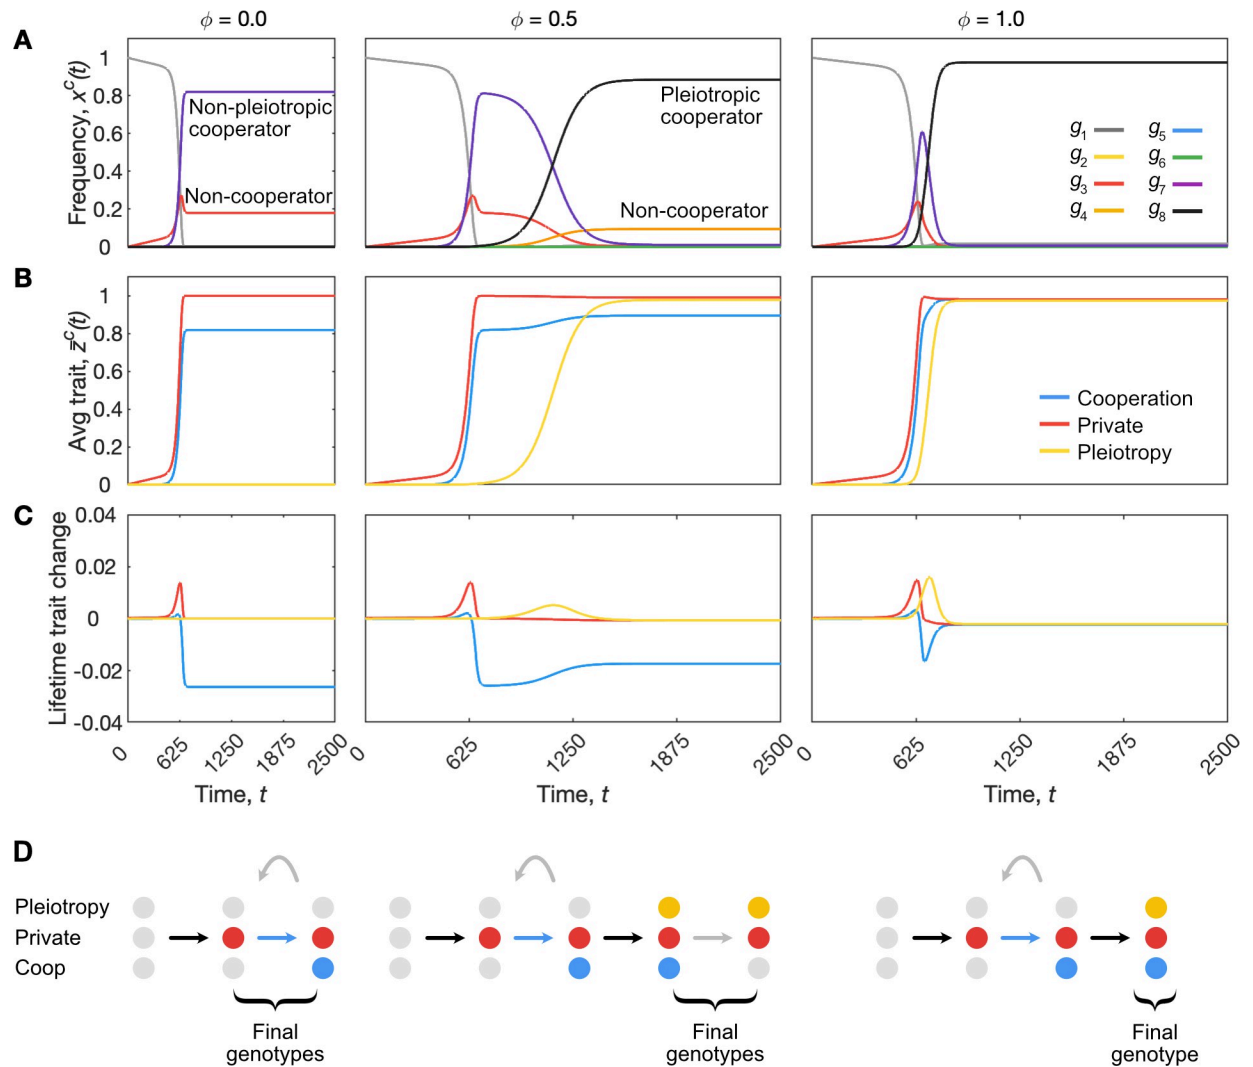 ϕ = 0.0
ϕ = 0.5
ϕ = 1.0
A
Frequency, x^c(t)
1
0.8
0.6
0.4
0.2
0
Non-pleiotropic
cooperator
Non-cooperator
Pleiotropic
cooperator
Non-cooperator
g1
g2
g3
g4
g5
g6
g7
g8
B
Avg trait, z̄^c(t)
1
0.8
0.6
0.4
0.2
0
Cooperation
Private
Pleiotropy
C
Lifetime trait change
0.04
0.02
0
-0.02
-0.04
0 625 1250 1875 2500
0 625 1250 1875 2500
0 625 1250 1875 2500
Time, t
Time, t
Time, t
D
Pleiotropy
Private
Coop
Final
genotypes
Final
genotypes
Final
genotype